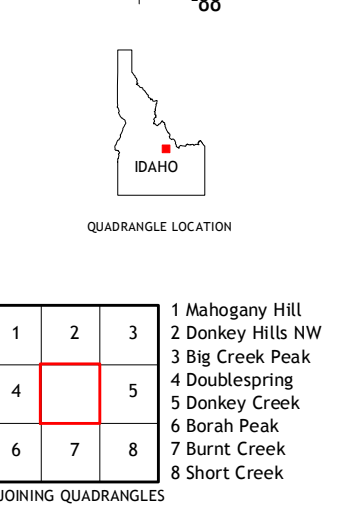 88
IDAHO
QUADRANGLE LOCATION
1 2 3
4 5
6 7 8
1 Mahogany Hill
2 Donkey Hills NW
3 Big Creek Peak
4 Doublespring
5 Donkey Creek
6 Borah Peak
7 Burnt Creek
8 Short Creek
JOINING QUADRANGLES